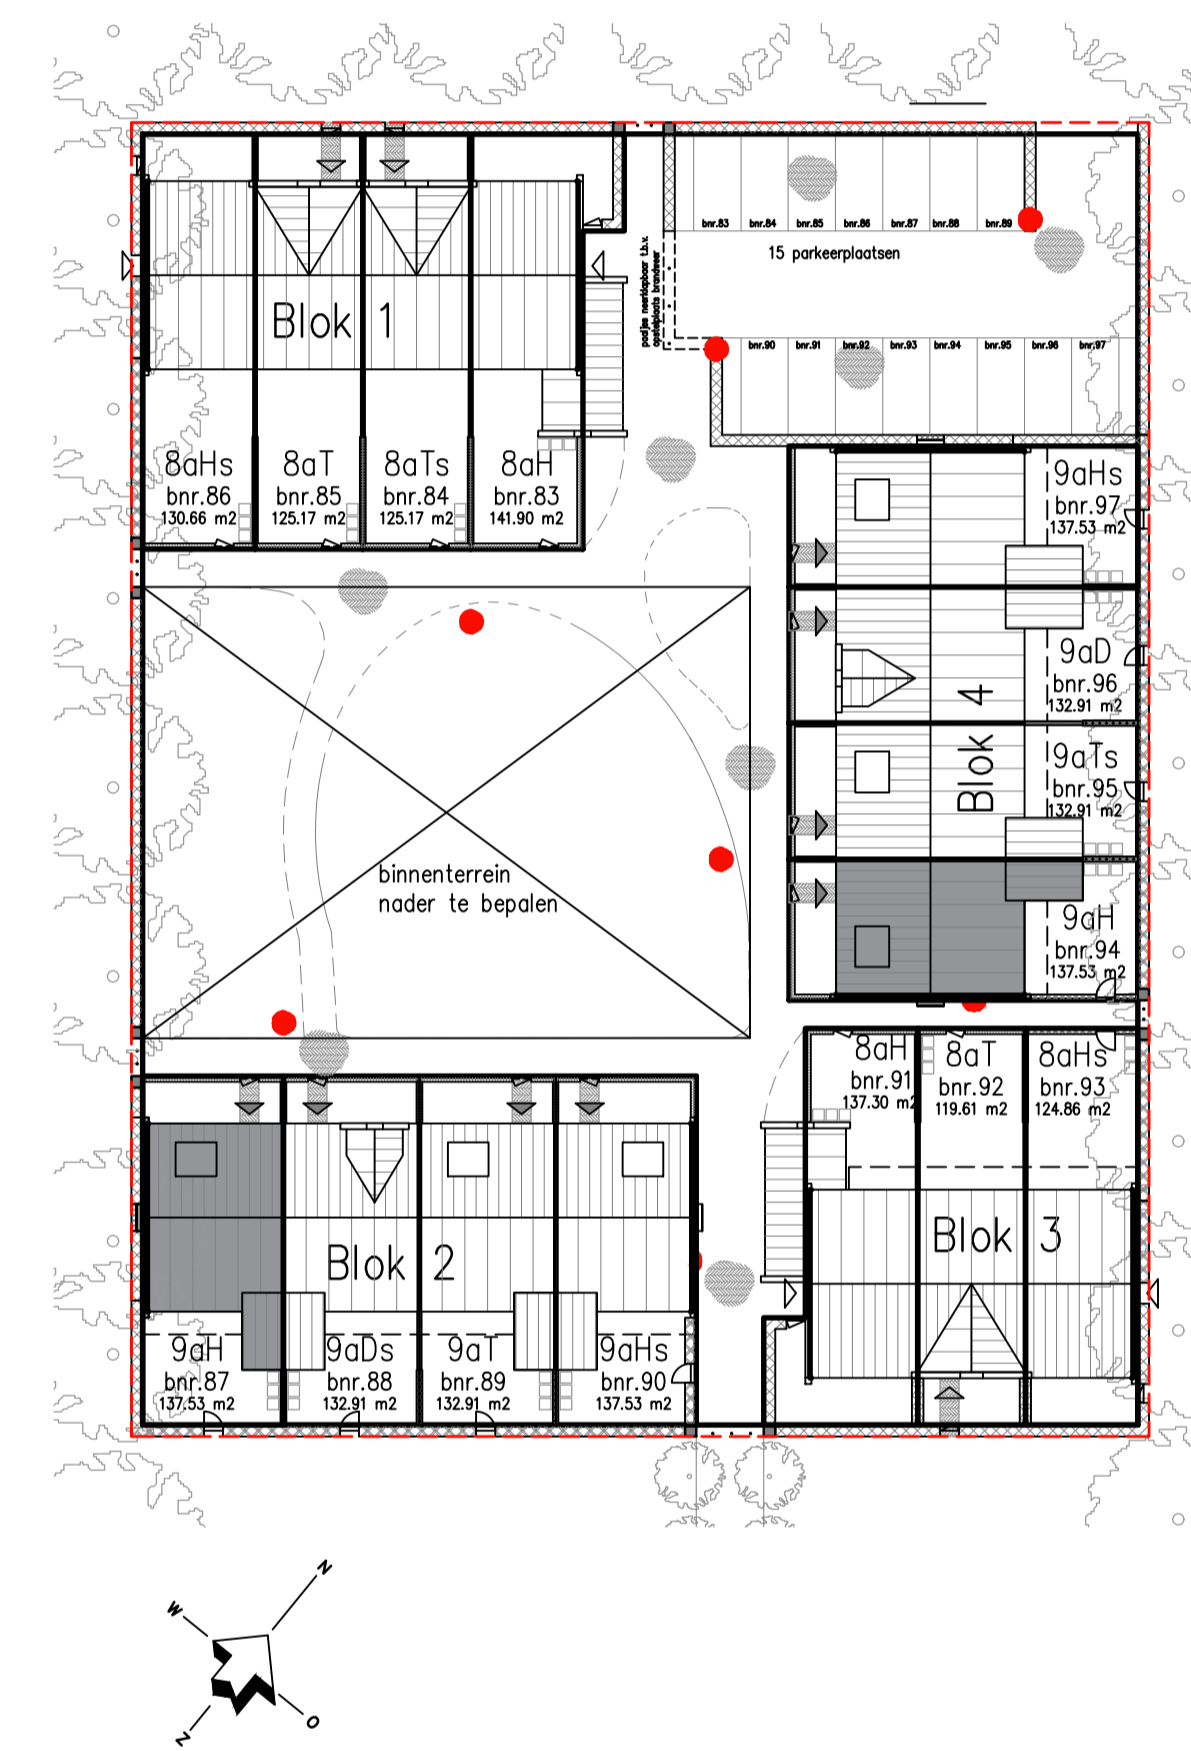 bnr.83 bnr.84 bnr.85 bnr.86 bnr.87 bnr.88 bnr.89
15 parkeerplaatsen
paaltjes neerklapbaar t.b.v.
opstelplaats brandweer
bnr.90 bnr.91 bnr.92 bnr.93 bnr.94 bnr.95 bnr.96 bnr.97
Blok 1
8aHs
bnr.86
130.66 m2
8aT
bnr.85
125.17 m2
8aTs
bnr.84
125.17 m2
8aH
bnr.83
141.90 m2
9aHs
bnr.97
137.53 m2
9aD
bnr.96
132.91 m2
Blok 4
9aTs
bnr.95
132.91 m2
9aH
bnr.94
137.53 m2
binnenterrein
nader te bepalen
8aH
bnr.91
137.30 m2
8aT
bnr.92
119.61 m2
8aHs
bnr.93
124.86 m2
Blok 3
Blok 2
9aH
bnr.87
137.53 m2
9aDs
bnr.88
132.91 m2
9aT
bnr.89
132.91 m2
9aHs
bnr.90
137.53 m2
N
W
O
Z